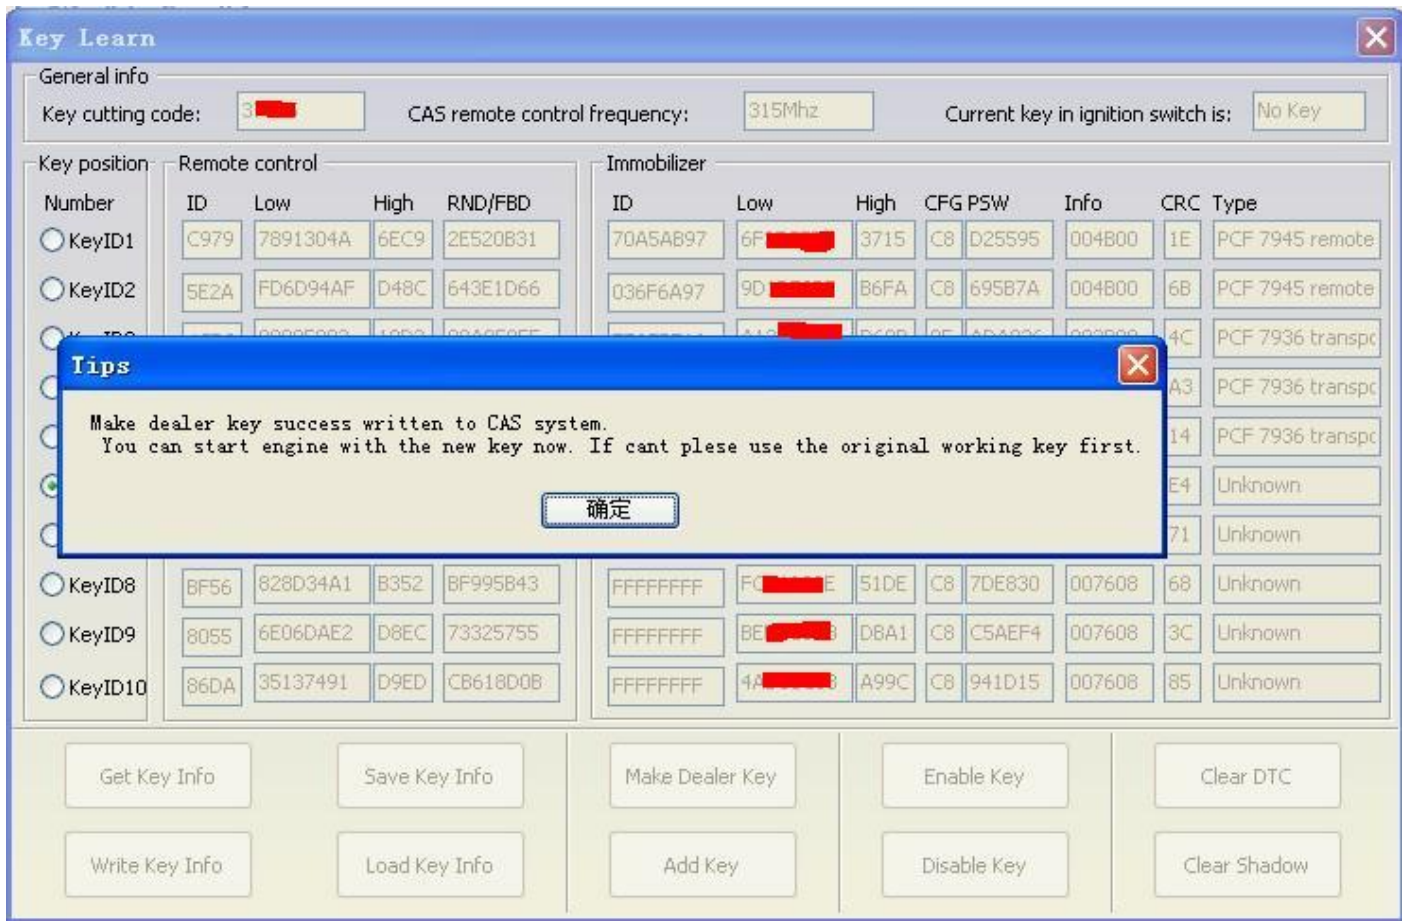 Key Learn
General info
Key cutting code: 3 CAS remote control frequency: 315Mhz Current key in ignition switch is: No Key
Key position Remote control Immobilizer
Number ID Low High RND/FBD ID Low High CFG PSW Info CRC Type
KeyID1 C979 7891304A 6EC9 2E520B31 70A5AB97 6F 3715 C8 D25595 004B00 1E PCF 7945 remote
KeyID2 5E2A FD6D94AF D48C 643E1D66 036F6A97 9D B6FA C8 695B7A 004B00 6B PCF 7945 remote
4C PCF 7936 transpo
Tips
A3 PCF 7936 transpo
Make dealer key success written to CAS system.
14 PCF 7936 transpo
You can start engine with the new key now. If cant plese use the original working key first.
E4 Unknown
确定
71 Unknown
KeyID8 BF56 828D34A1 B352 BF995B43 FFFFFFFF E 51DE C8 7DE830 007608 68 Unknown
KeyID9 8055 6E06DAE2 D8EC 73325755 FFFFFFFF BE DBA1 C8 C5AEF4 007608 3C Unknown
KeyID10 86DA 35137491 D9ED CB618D0B FFFFFFFF 4A A99C C8 941D15 007608 85 Unknown
Get Key Info Save Key Info Make Dealer Key Enable Key Clear DTC
Write Key Info Load Key Info Add Key Disable Key Clear Shadow